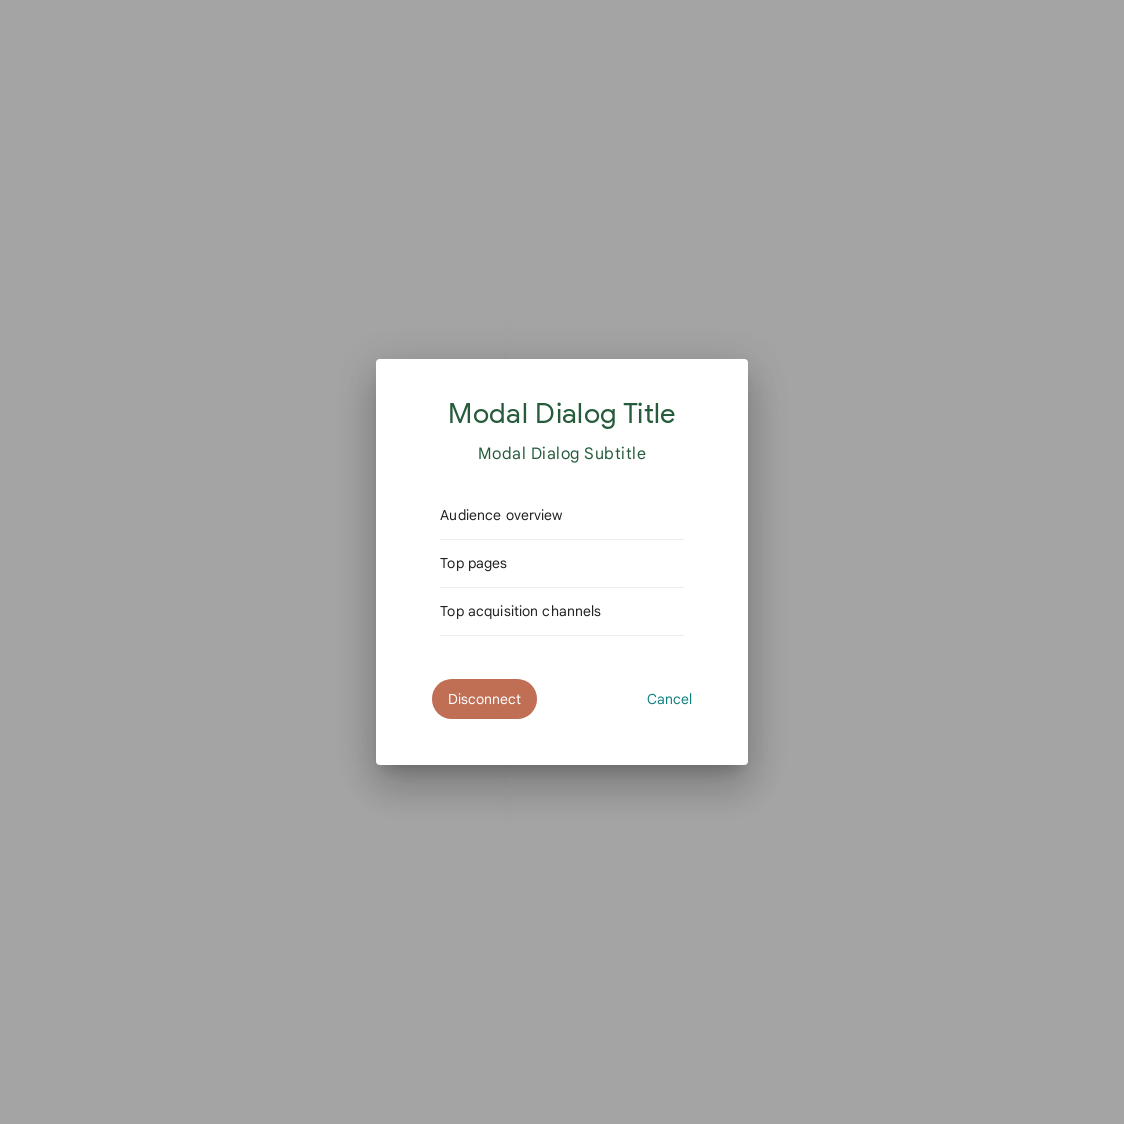 Modal Dialog Title
Modal Dialog Subtitle
Audience overview
Top pages
Top acquisition channels
Disconnect
Cancel